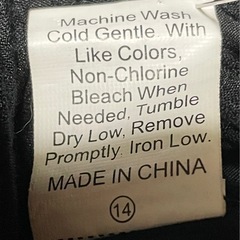 Machine Wash
Cold Gentle. With
Like Colors,
Non-Chlorine
Bleach When
Needed, Tumble
Dry Low, Remove
Promptly. Iron Low.
MADE IN CHINA
14